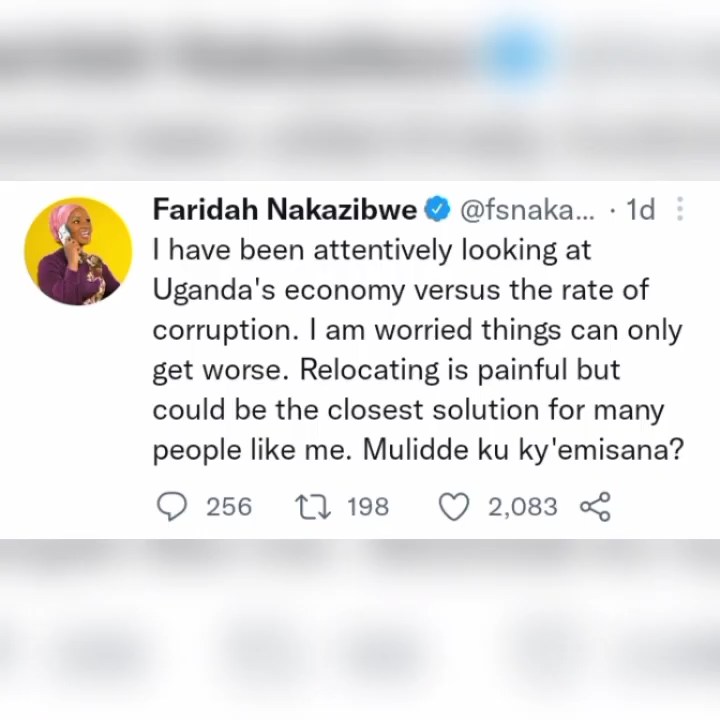 Faridah Nakazibwe @fsnaka... · 1d
I have been attentively looking at
Uganda's economy versus the rate of
corruption. I am worried things can only
get worse. Relocating is painful but
could be the closest solution for many
people like me. Mulidde ku ky'emisana?
256 198 2,083